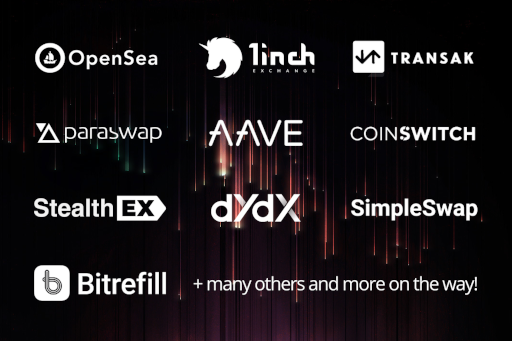 OpenSea
1inch
EXCHANGE
TRANSAK
paraswap
AAVE
COINSWITCH
StealthEX
dYdX
SimpleSwap
Bitrefill
+ many others and more on the way!